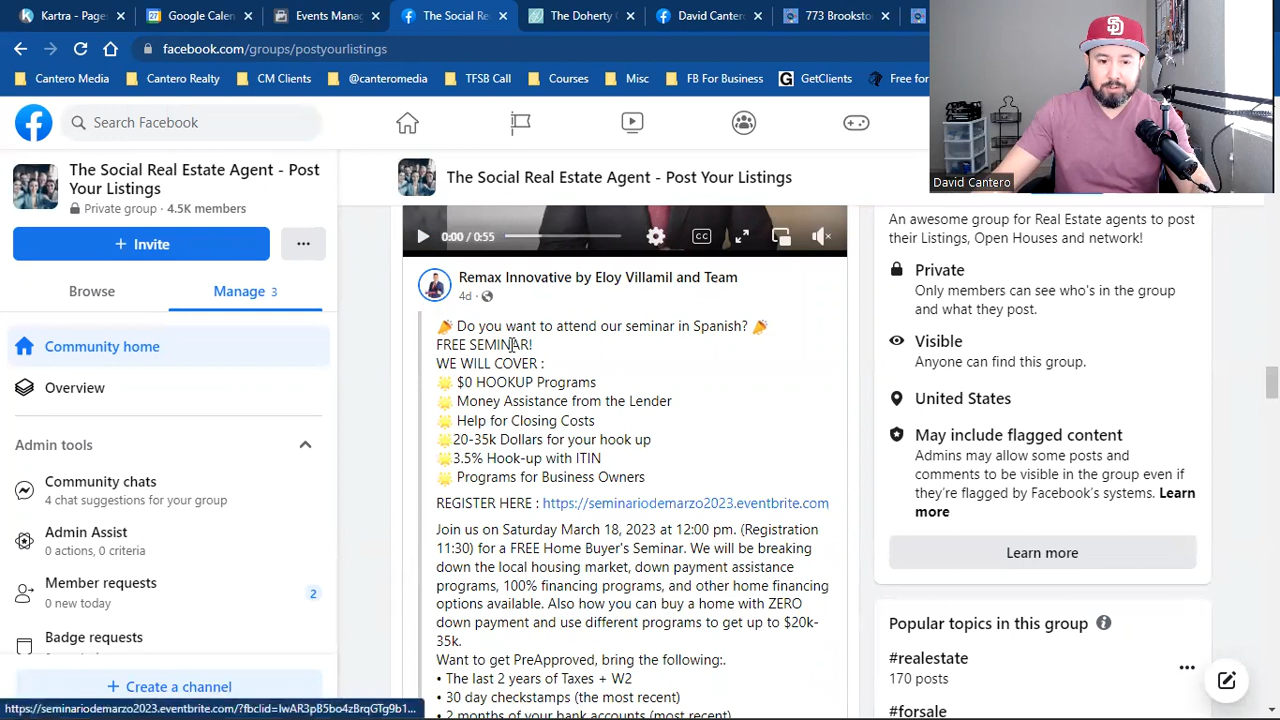 Kartra - Page
Google Cale
Events Mana
The Social Re
The Doherty C
David Canter
773 Brooksto
facebook.com/groups/postyourlistings
Cantero Media
Cantero Realty
CM Clients
@canteromedia
TFSB Call
Courses
Misc
FB For Business
GetClients
Free for
Search Facebook
SD
David Cantero
The Social Real Estate Agent - Post
Your Listings
Private group · 4.5K members
+ Invite
Browse
Manage 3
Community home
Overview
Admin tools
Community chats
4 chat suggestions for your group
Admin Assist
0 actions, 0 criteria
Member requests
0 new today
2
Badge requests
+ Create a channel
The Social Real Estate Agent - Post Your Listings
0:00 / 0:55
CC
Remax Innovative by Eloy Villamil and Team
4d ·
🎉 Do you want to attend our seminar in Spanish? 🎉
FREE SEMINAR!
WE WILL COVER :
🌟 $0 HOOKUP Programs
🌟 Money Assistance from the Lender
🌟 Help for Closing Costs
🌟20-35k Dollars for your hook up
🌟3.5% Hook-up with ITIN
🌟 Programs for Business Owners
REGISTER HERE : https://seminariodemarzo2023.eventbrite.com
Join us on Saturday March 18, 2023 at 12:00 pm. (Registration
11:30) for a FREE Home Buyer's Seminar. We will be breaking
down the local housing market, down payment assistance
programs, 100% financing programs, and other home financing
options available. Also how you can buy a home with ZERO
down payment and use different programs to get up to $20k-
35k.
Want to get PreApproved, bring the following:.
• The last 2 years of Taxes + W2
• 30 day checkstamps (the most recent)
• 2 months of your bank accounts (most recent)
An awesome group for Real Estate agents to post
their Listings, Open Houses and network!
Private
Only members can see who's in the group
and what they post.
Visible
Anyone can find this group.
United States
May include flagged content
Admins may allow some posts and
comments to be visible in the group even if
they're flagged by Facebook's systems. Learn
more
Learn more
Popular topics in this group
#realestate
170 posts
#forsale